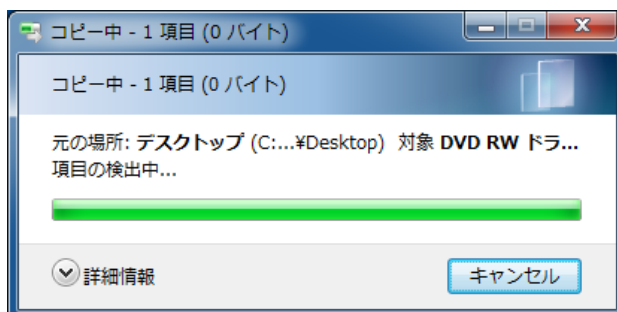 コピー中 - 1 項目 (0 バイト)
コピー中 - 1 項目 (0 バイト)
元の場所: デスクトップ (C:...¥Desktop) 対象 DVD RW ドラ...
項目の検出中...
詳細情報
キャンセル